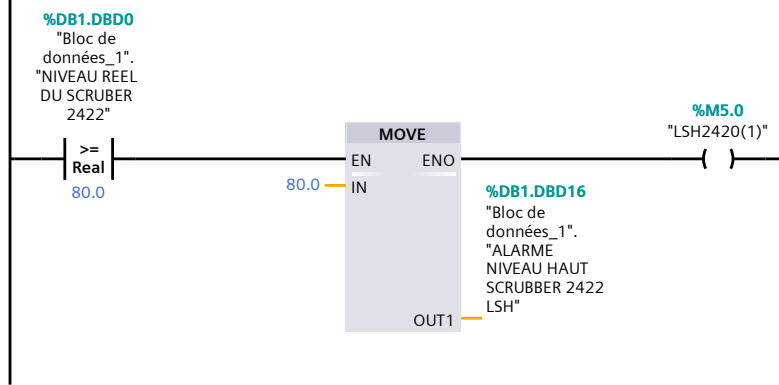 %DB1.DBD0
"Bloc de
données_1".
"NIVEAU REEL
DU SCRUBER
2422"
>=
Real
80.0
MOVE
EN ENO
80.0 IN
OUT1
%DB1.DBD16
"Bloc de
données_1".
"ALARME
NIVEAU HAUT
SCRUBBER 2422
LSH"
%M5.0
"LSH2420(1)"
( )